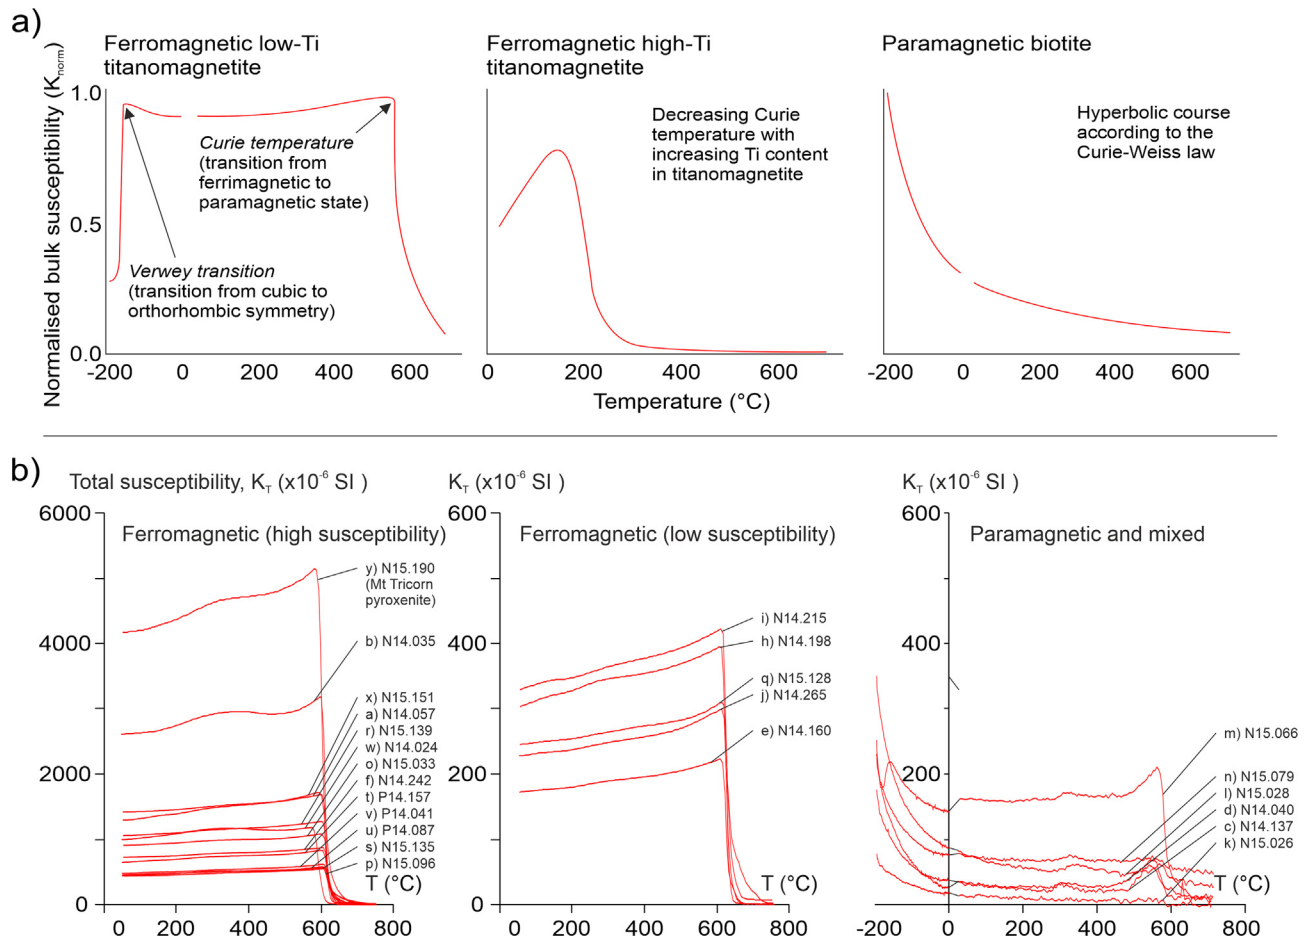 a)
Ferromagnetic low-Ti
titanomagnetite
Ferromagnetic high-Ti
titanomagnetite
Paramagnetic biotite
Normalised bulk susceptibility (Knorm)
1.0
0.5
0.0
Curie temperature
(transition from
ferrimagnetic to
paramagnetic state)
Verwey transition
(transition from cubic to
orthorhombic symmetry)
Decreasing Curie
temperature with
increasing Ti content
in titanomagnetite
Hyperbolic course
according to the
Curie-Weiss law
-200 0 200 400 600
0 200 400 600
-200 0 200 400 600
Temperature (°C)
b)
Total susceptibility, KT (x10-6 SI )
KT (x10-6 SI )
KT (x10-6 SI )
6000
4000
2000
0
Ferromagnetic (high susceptibility)
y) N15.190
(Mt Tricorn
pyroxenite)
b) N14.035
x) N15.151
a) N14.057
r) N15.139
w) N14.024
o) N15.033
f) N14.242
t) P14.157
v) P14.041
u) P14.087
s) N15.135
p) N15.096
T (°C)
0 200 400 600 800
600
400
200
0
Ferromagnetic (low susceptibility)
i) N14.215
h) N14.198
q) N15.128
j) N14.265
e) N14.160
0 200 400 600 800
600
400
200
0
Paramagnetic and mixed
m) N15.066
n) N15.079
l) N15.028
d) N14.040
c) N14.137
k) N15.026
T (°C)
-200 0 200 400 600 800